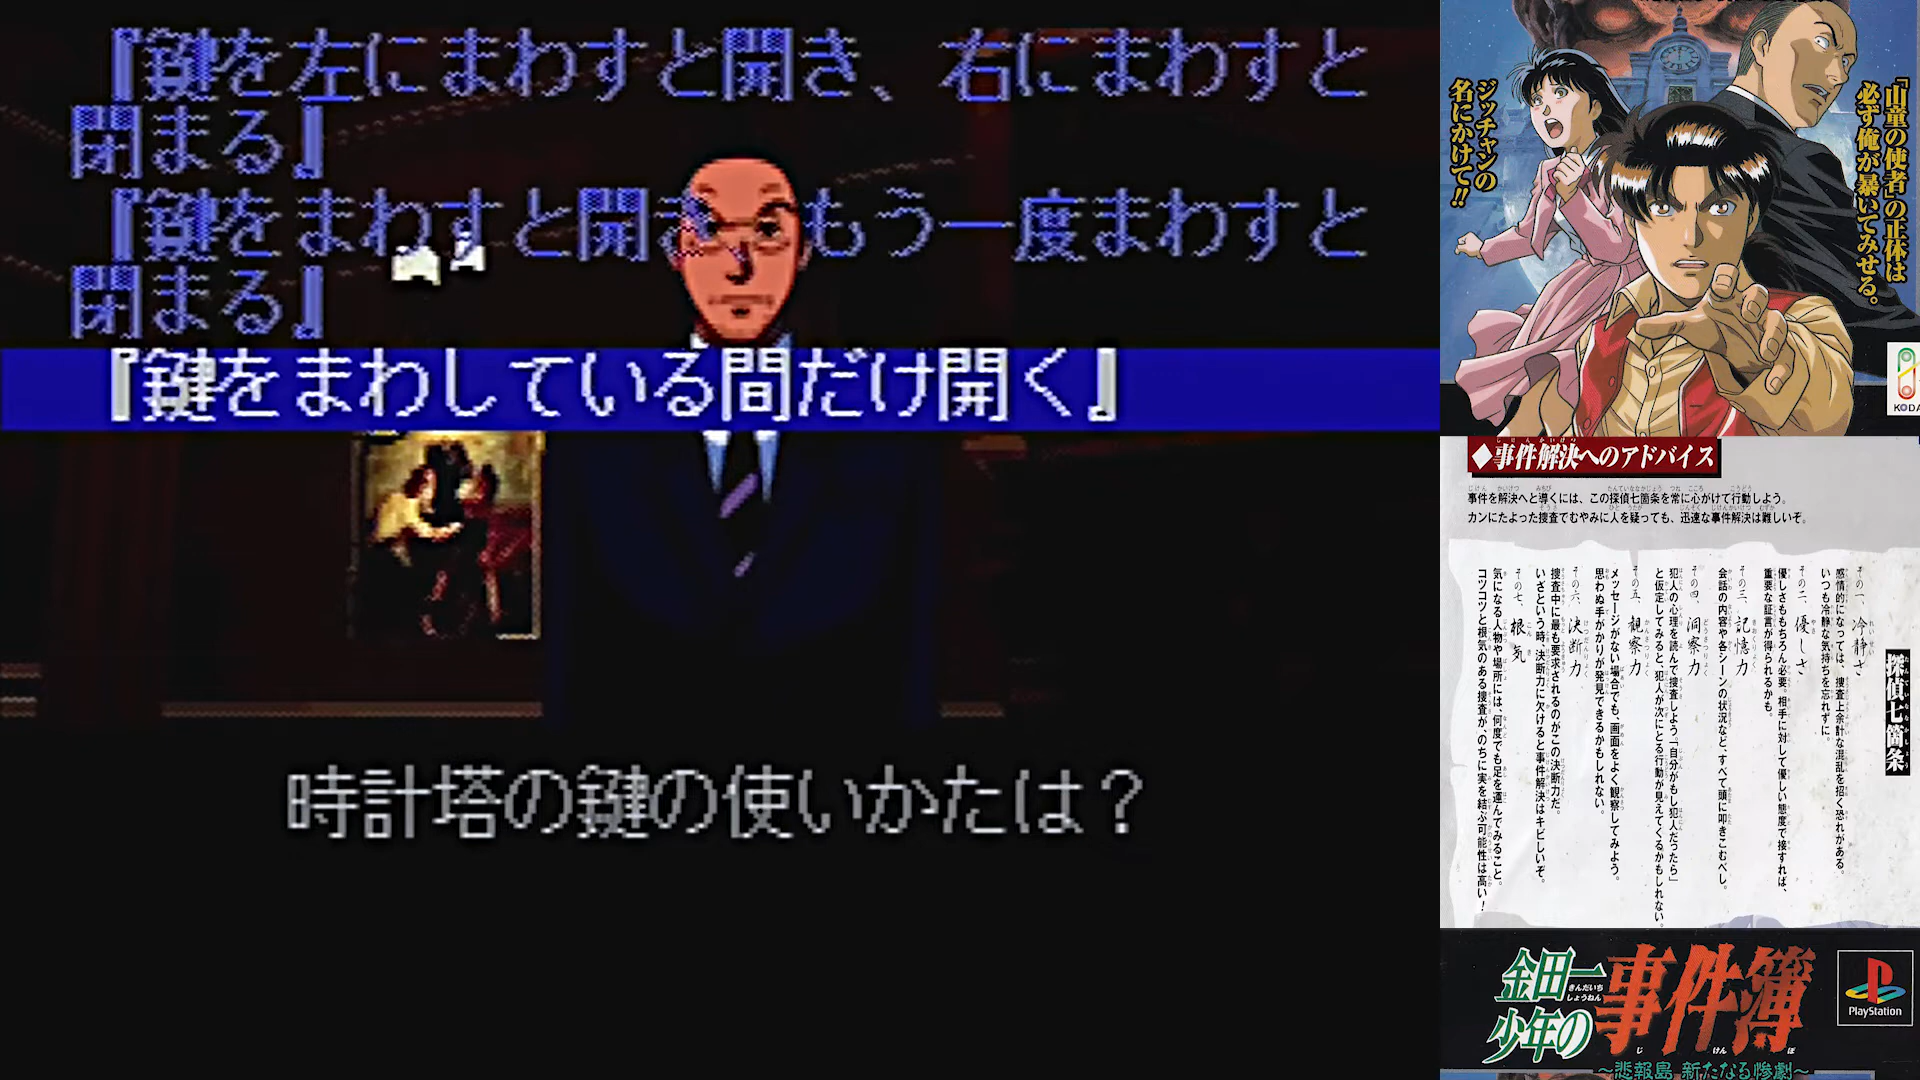 『鍵を左にまわすと開き、右にまわすと
閉まる』
『鍵をまわすと開き、もう一度まわすと
閉まる』
『鍵をまわしている間だけ開く』
時計塔の鍵の使いかたは？
「山童の使者」の正体は
必ず俺が暴いてみせる。
ジッチャンの
名にかけて!!
◆事件解決へのアドバイス
事件を解決へと導くには、この探偵七箇条を常に心がけて行動しよう。
カンにたよった捜査でむやみに人を疑っても、迅速な事件解決は難しいぞ。
探偵七箇条
その一、冷静さ
感情的になっては、捜査上余計な混乱を招く恐れがある。
いつも冷静な気持ちを忘れずに。
その二、優しさ
優しさももちろん必要。相手に対して優しい態度で接すれば、
重要な証言が得られるかも。
その三、記憶力
会話の内容や各シーンの状況など、すべて頭に叩きこむべし。
その四、洞察力
犯人の心理を読んで捜査しよう。「自分がもし犯人だったら」
と仮定してみると、犯人が次にとる行動が見えてくるかもしれない。
その五、観察力
メッセージがない場合でも、画面をよく観察してみよう。
思わぬ手がかりが発見できるかもしれない。
その六、決断力
捜査中に最も要求されるのがこの決断力だ。
いざという時、決断力に欠けると事件解決はキビしいぞ。
その七、根気
気になる人物や場所には、何度でも足を運んでみること。
コツコツと根気のある捜査が、のちに実を結ぶ可能性は高い！
金田一
きんだいち
しょうねん
少年の
事件簿
じ けん ぼ
～悲報島 新たなる惨劇～
PlayStation